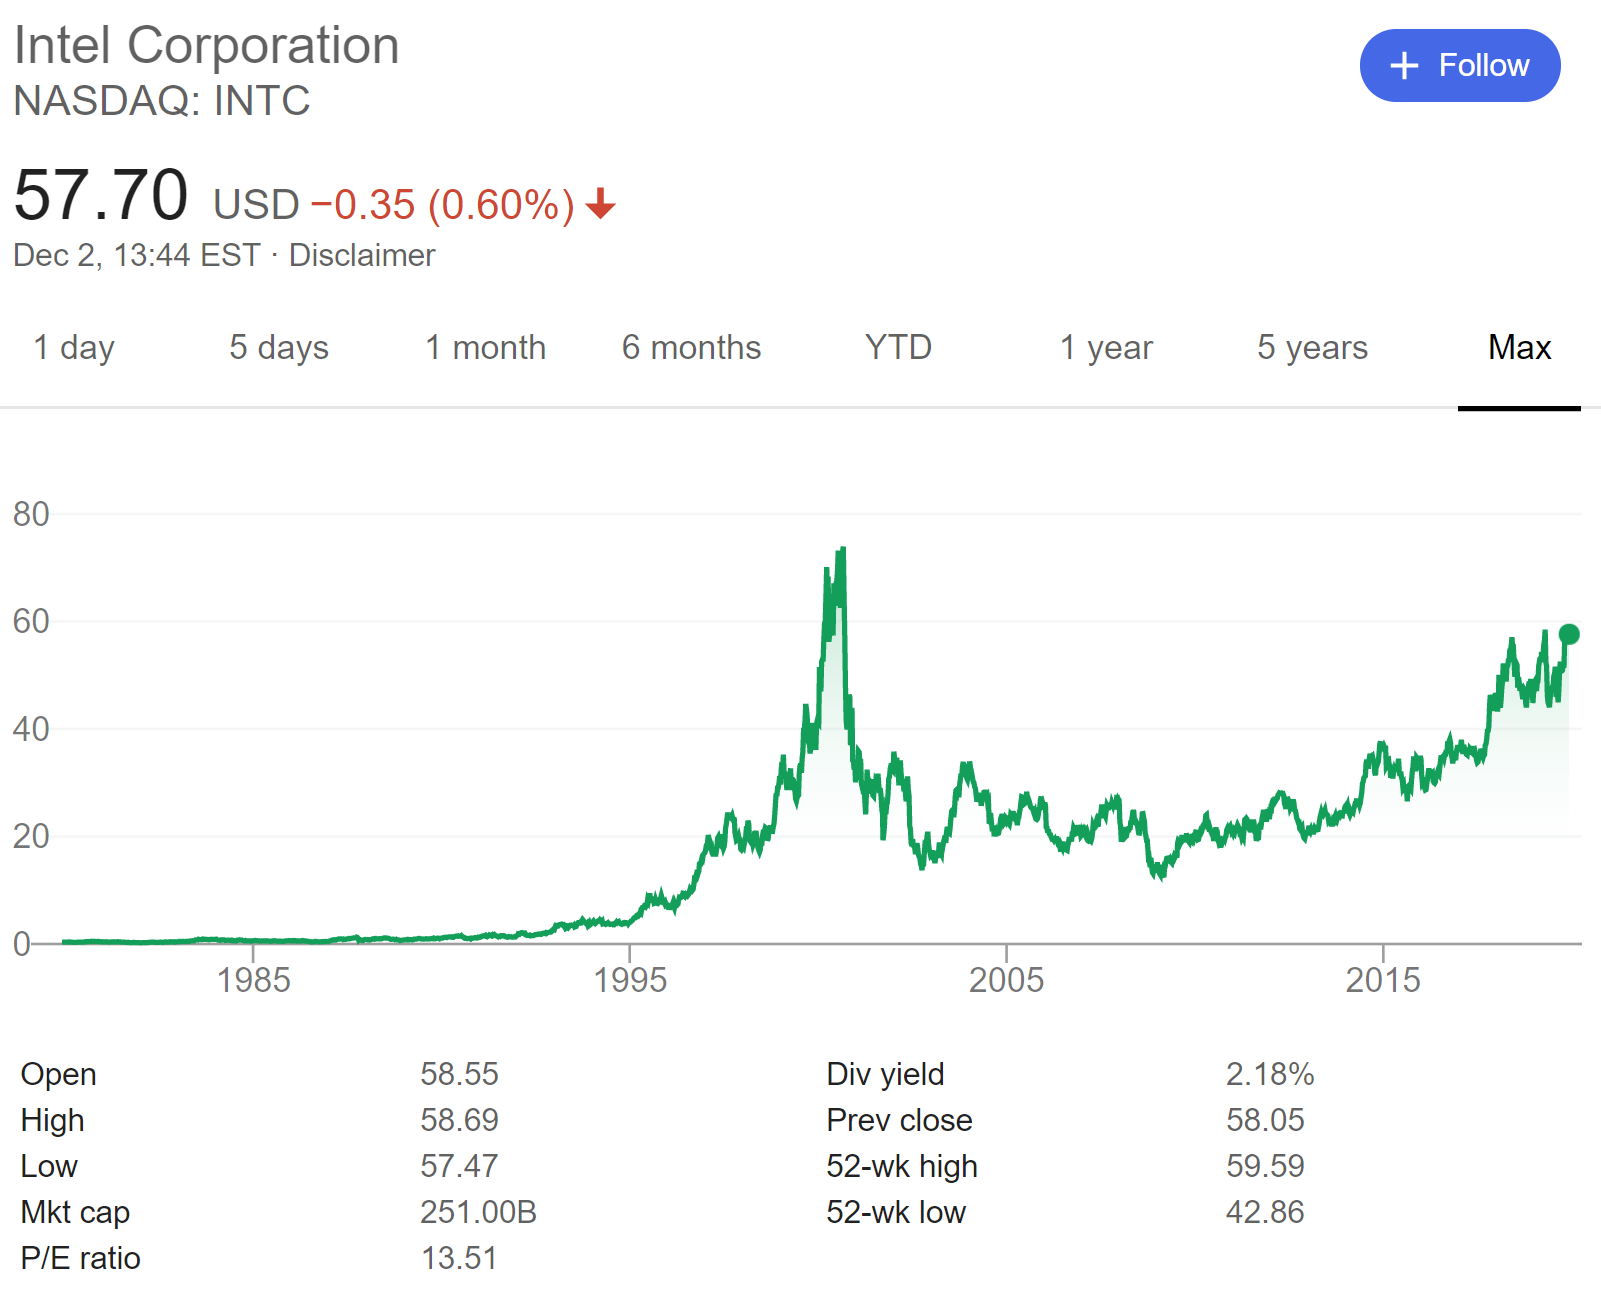 Intel Corporation
NASDAQ: INTC
+ Follow
57.70 USD −0.35 (0.60%)
Dec 2, 13:44 EST · Disclaimer
1 day 5 days 1 month 6 months YTD 1 year 5 years Max
80
60
40
20
0
1985 1995 2005 2015
Open 58.55 Div yield 2.18%
High 58.69 Prev close 58.05
Low 57.47 52-wk high 59.59
Mkt cap 251.00B 52-wk low 42.86
P/E ratio 13.51